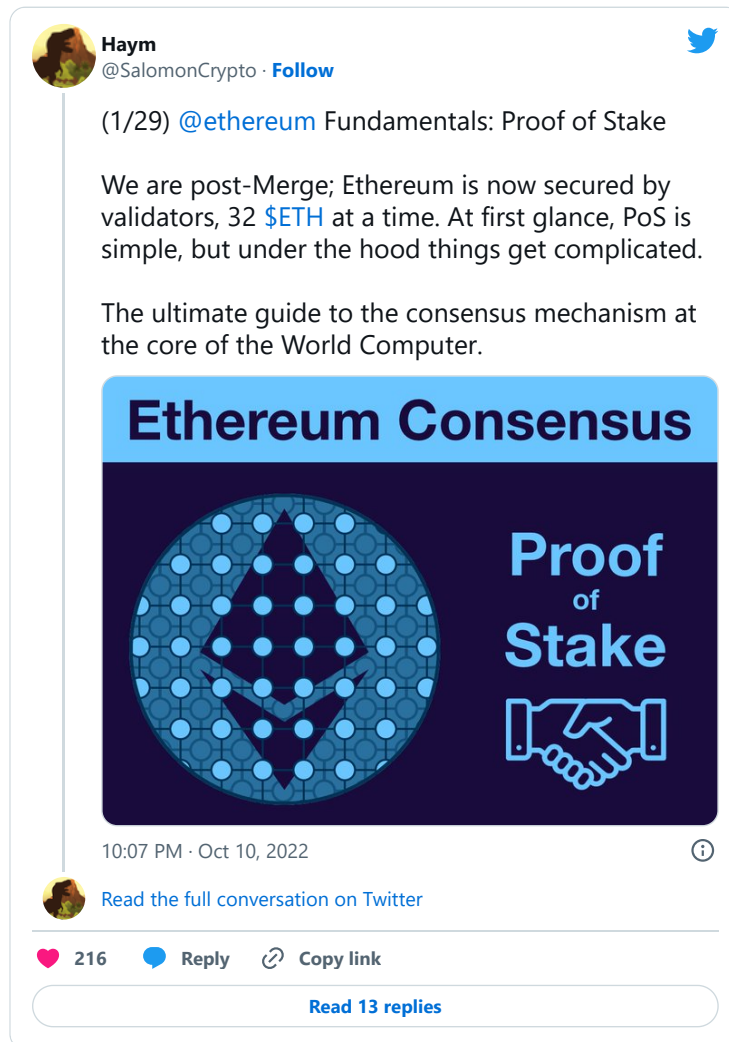 Haym
@SalomonCrypto · Follow
(1/29) @ethereum Fundamentals: Proof of Stake
We are post-Merge; Ethereum is now secured by
validators, 32 $ETH at a time. At first glance, PoS is
simple, but under the hood things get complicated.
The ultimate guide to the consensus mechanism at
the core of the World Computer.
Ethereum Consensus
Proof
of
Stake
10:07 PM · Oct 10, 2022
Read the full conversation on Twitter
216 Reply Copy link
Read 13 replies